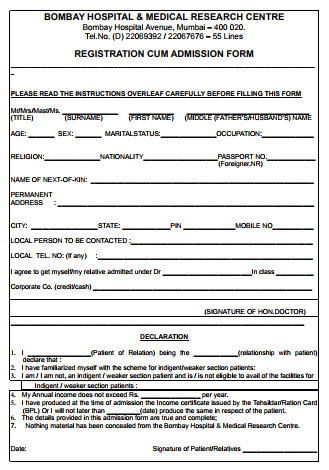 BOMBAY HOSPITAL & MEDICAL RESEARCH CENTRE
Bombay Hospital Avenue, Mumbai – 400 020.
Tel.No. (D) 22069392 / 22067676 – 55 Lines
REGISTRATION CUM ADMISSION FORM
PLEASE READ THE INSTRUCTIONS OVERLEAF CAREFULLY BEFORE FILLING THIS FORM
Mr/Mrs/Mast/Ms.
(TITLE) (SURNAME) (FIRST NAME) (MIDDLE (FATHER'S/HUSBAND'S) NAME
AGE: SEX: MARITALSTATUS: OCCUPATION:
RELIGION: NATIONALITY PASSPORT NO.
(Foreigner.NR)
NAME OF NEXT-OF-KIN:
PERMANENT
ADDRESS :
CITY: STATE: PIN MOBILE NO
LOCAL PERSON TO BE CONTACTED :
LOCAL TEL. NO: (If any) :
I agree to get myself/my relative admitted under Dr In class
Corporate Co. (credit/cash)
(SIGNATURE OF HON.DOCTOR)
DECLARATION
1. I (Patient of Relation) being the (relationship with patient)
declare that :
2. I have familiarized myself with the scheme for indigent/weaker section patients:
3. I am / I am not, an indigent / weaker section patient and is / is not eligible to avail of the facilities for
Indigent / weaker section patients :
4. My Annual income does not exceed Rs. per year.
5. I have produced at the time of admission the Income certificate issued by the Tehsildar/Ration Card
(BPL) Or I will not later than (date) produce the same in respect of the patient.
6. The details provided in this admission form are true and complete;
7. Nothing material has been concealed from the Bombay Hospital & Medical Research Centre.
Date: Signature of Patient/Relatives